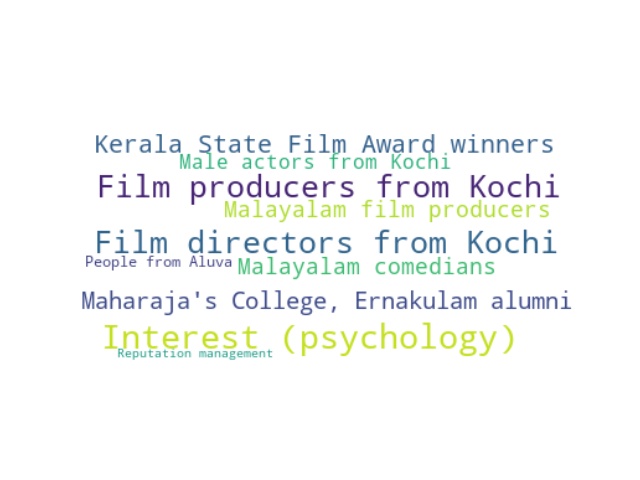 Kerala State Film Award winners
Male actors from Kochi
Film producers from Kochi
Malayalam film producers
Film directors from Kochi
People from Aluva
Malayalam comedians
Maharaja's College, Ernakulam alumni
Interest (psychology)
Reputation management